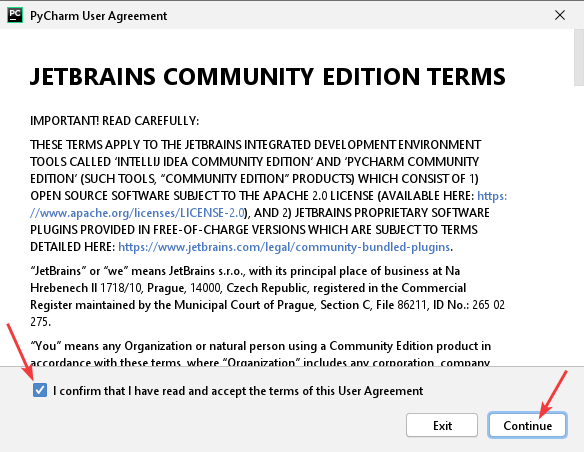 PC PyCharm User Agreement
JETBRAINS COMMUNITY EDITION TERMS
IMPORTANT! READ CAREFULLY:
THESE TERMS APPLY TO THE JETBRAINS INTEGRATED DEVELOPMENT ENVIRONMENT
TOOLS CALLED ‘INTELLIJ IDEA COMMUNITY EDITION’ AND ‘PYCHARM COMMUNITY
EDITION’ (SUCH TOOLS, “COMMUNITY EDITION” PRODUCTS) WHICH CONSIST OF 1)
OPEN SOURCE SOFTWARE SUBJECT TO THE APACHE 2.0 LICENSE (AVAILABLE HERE: https:
//www.apache.org/licenses/LICENSE-2.0), AND 2) JETBRAINS PROPRIETARY SOFTWARE
PLUGINS PROVIDED IN FREE-OF-CHARGE VERSIONS WHICH ARE SUBJECT TO TERMS
DETAILED HERE: https://www.jetbrains.com/legal/community-bundled-plugins.
“JetBrains” or “we” means JetBrains s.r.o., with its principal place of business at Na
Hrebenech II 1718/10, Prague, 14000, Czech Republic, registered in the Commercial
Register maintained by the Municipal Court of Prague, Section C, File 86211, ID No.: 265 02
275.
“You” means any Organization or natural person using a Community Edition product in
accordance with these terms, where “Organization” includes any corporation, company
I confirm that I have read and accept the terms of this User Agreement
Exit
Continue